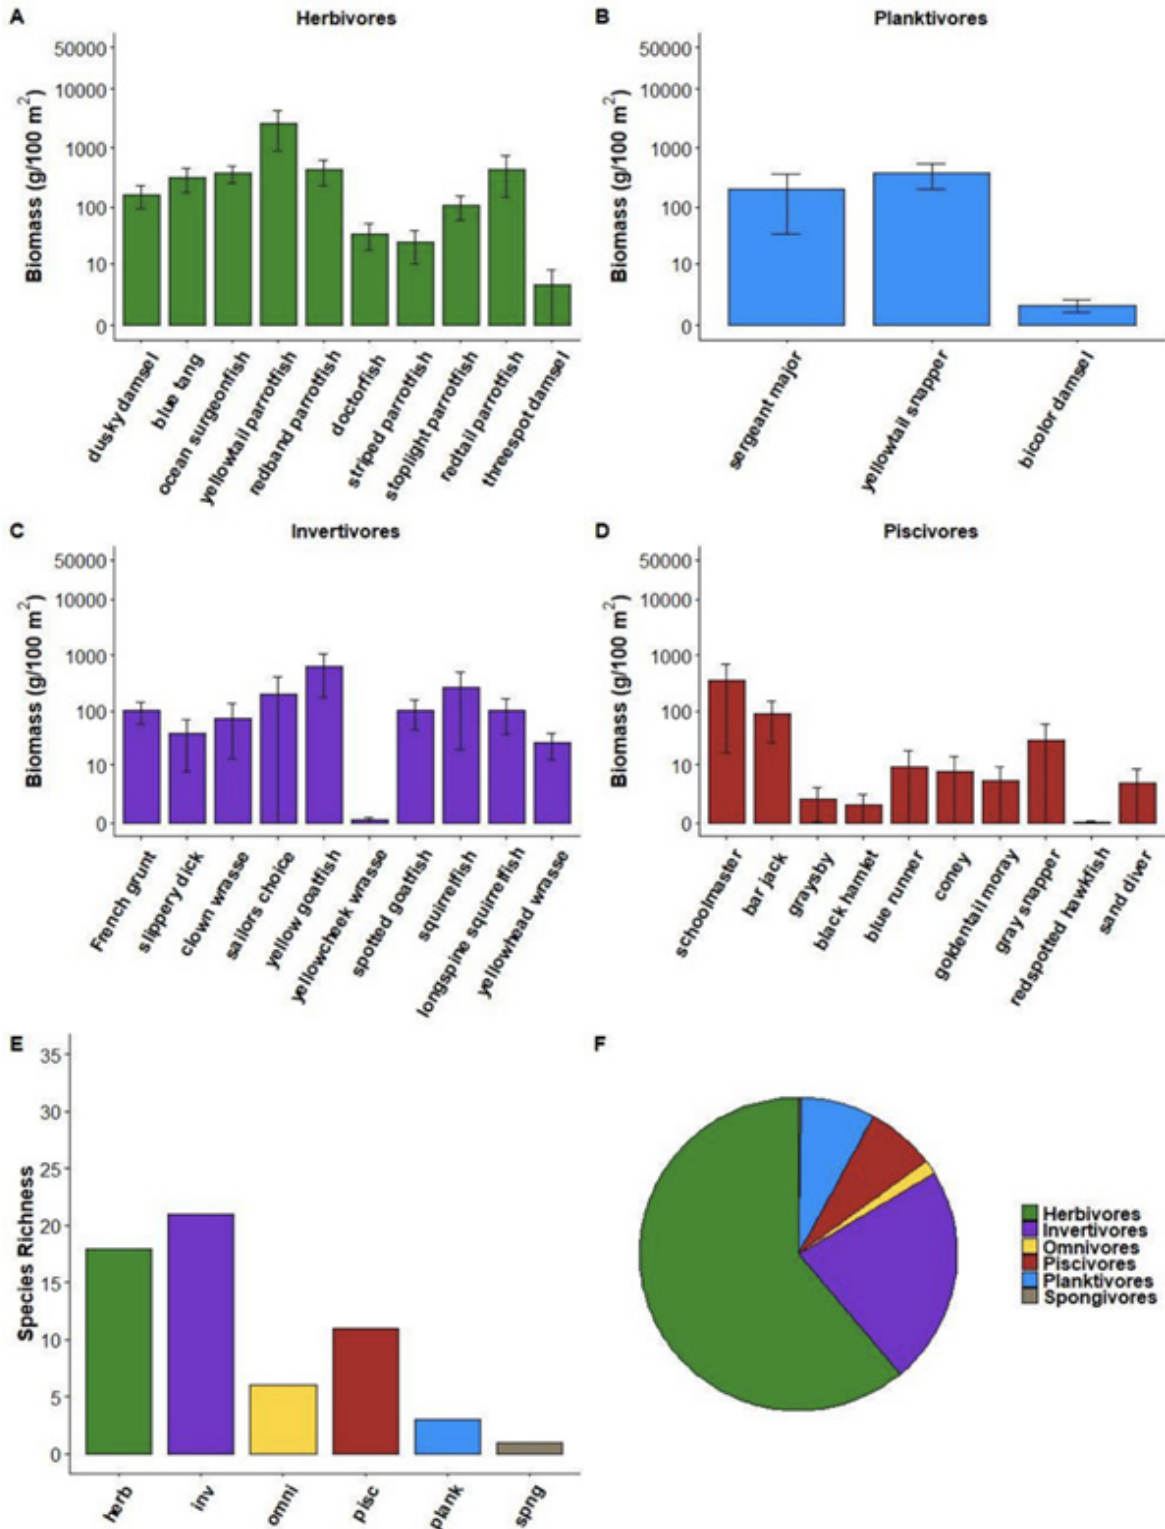 A
Herbivores
Biomass (g/100 m2)
50000
10000
1000
100
10
0
dusky damsel
blue tang
ocean surgeonfish
yellowtail parrotfish
redband parrotfish
doctorfish
striped parrotfish
stoplight parrotfish
redtail parrotfish
threespot damsel
B
Planktivores
Biomass (g/100 m2)
50000
10000
1000
100
10
0
sergeant major
yellowtail snapper
bicolor damsel
C
Invertivores
Biomass (g/100 m2)
50000
10000
1000
100
10
0
French grunt
slippery dick
clown wrasse
sailors choice
yellow goatfish
yellowcheek wrasse
spotted goatfish
squirrelfish
longspine squirrelfish
yellowhead wrasse
D
Piscivores
Biomass (g/100 m2)
50000
10000
1000
100
10
0
schoolmaster
bar jack
graysby
black hamlet
blue runner
coney
goldentail moray
gray snapper
redspotted hawkfish
sand diver
E
Species Richness
35
30
25
20
15
10
5
0
herb
inv
omni
pisc
plank
spng
F
Herbivores
Invertivores
Omnivores
Piscivores
Planktivores
Spongivores